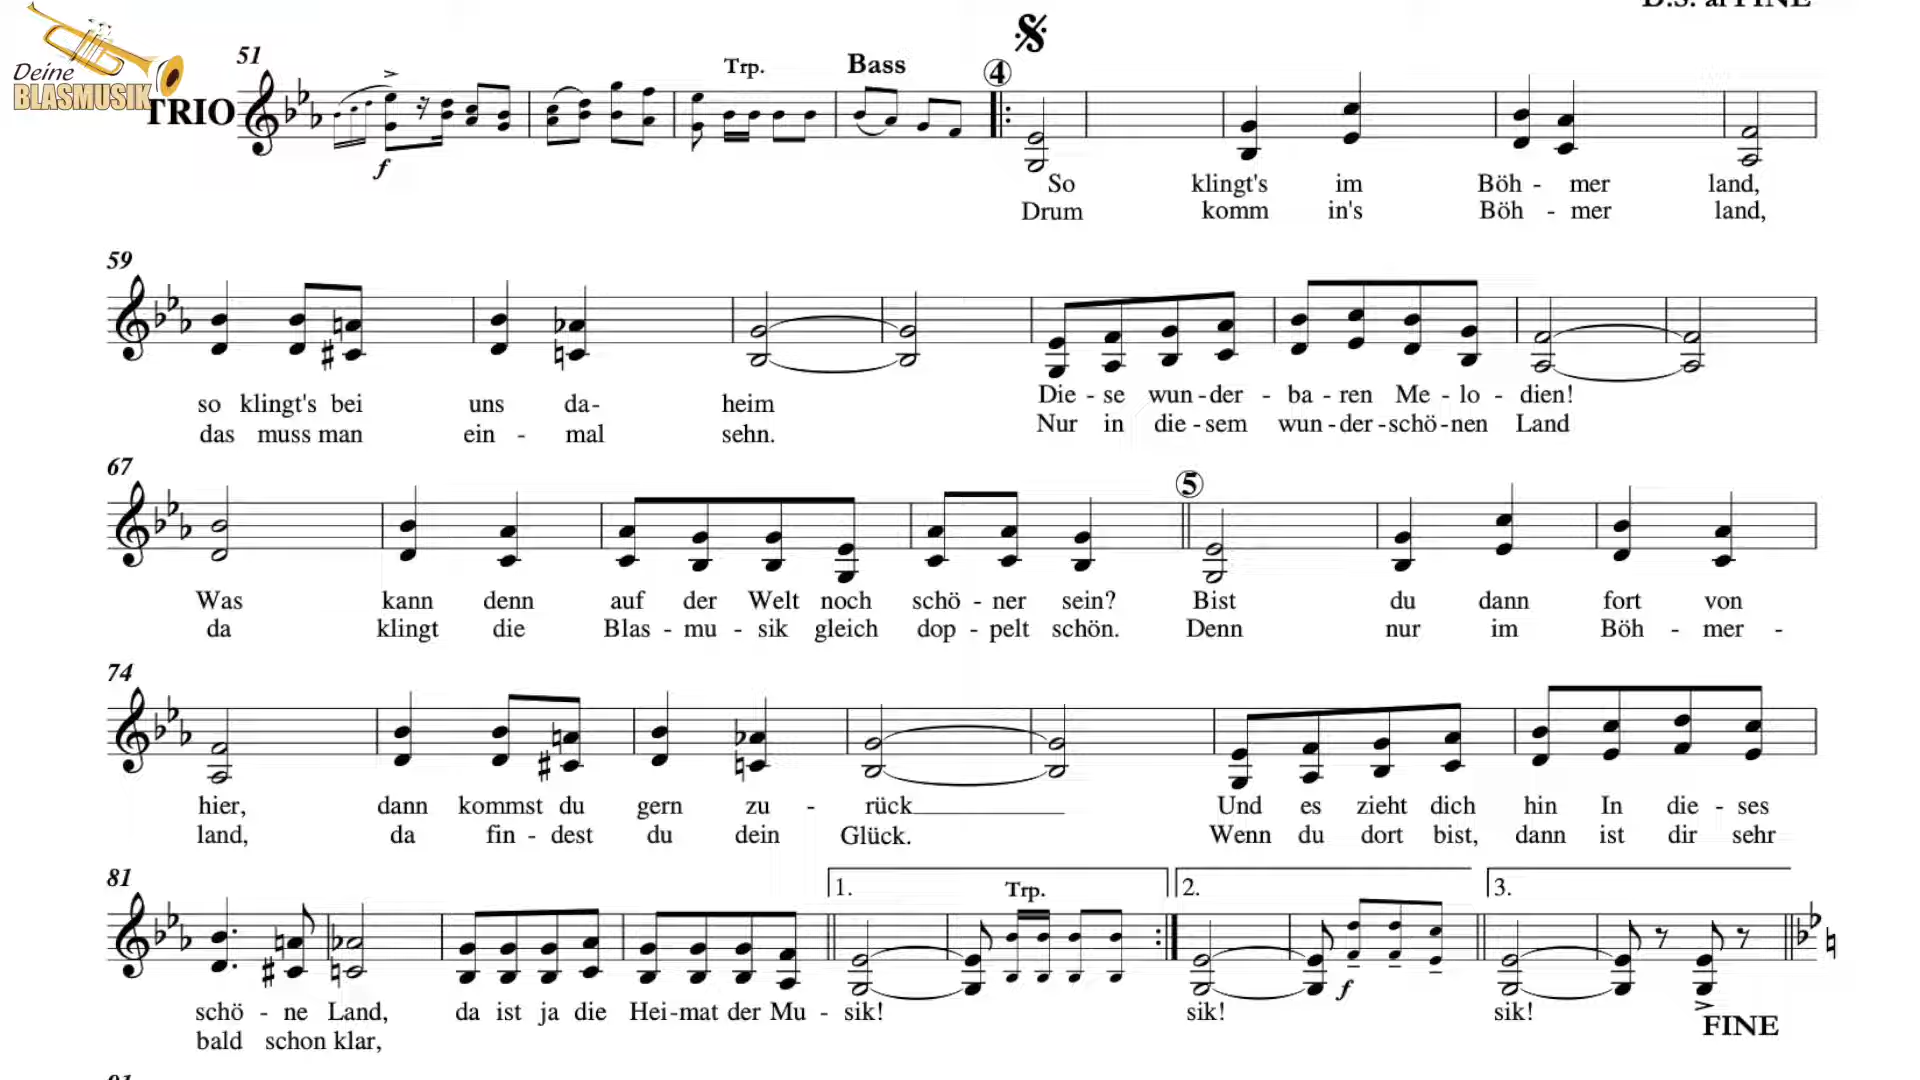 D.S. al FINE
Deine
BLASMUSIK
51
TRIO
Trp.
Bass
4
f
So klingt's im Böh - mer land,
Drum komm in's Böh - mer land,
59
so klingt's bei uns da- heim Die - se wun - der - ba - ren Me - lo - dien!
das muss man ein - mal sehn. Nur in die - sem wun - der - schö - nen Land
67
5
Was kann denn auf der Welt noch schö - ner sein? Bist du dann fort von
da klingt die Blas - mu - sik gleich dop - pelt schön. Denn nur im Böh - mer -
74
hier, dann kommst du gern zu - rück Und es zieht dich hin In die - ses
land, da fin - dest du dein Glück. Wenn du dort bist, dann ist dir sehr
81
1. Trp. 2. 3.
f
schö - ne Land, da ist ja die Hei - mat der Mu - sik! sik! sik!
FINE
bald schon klar,